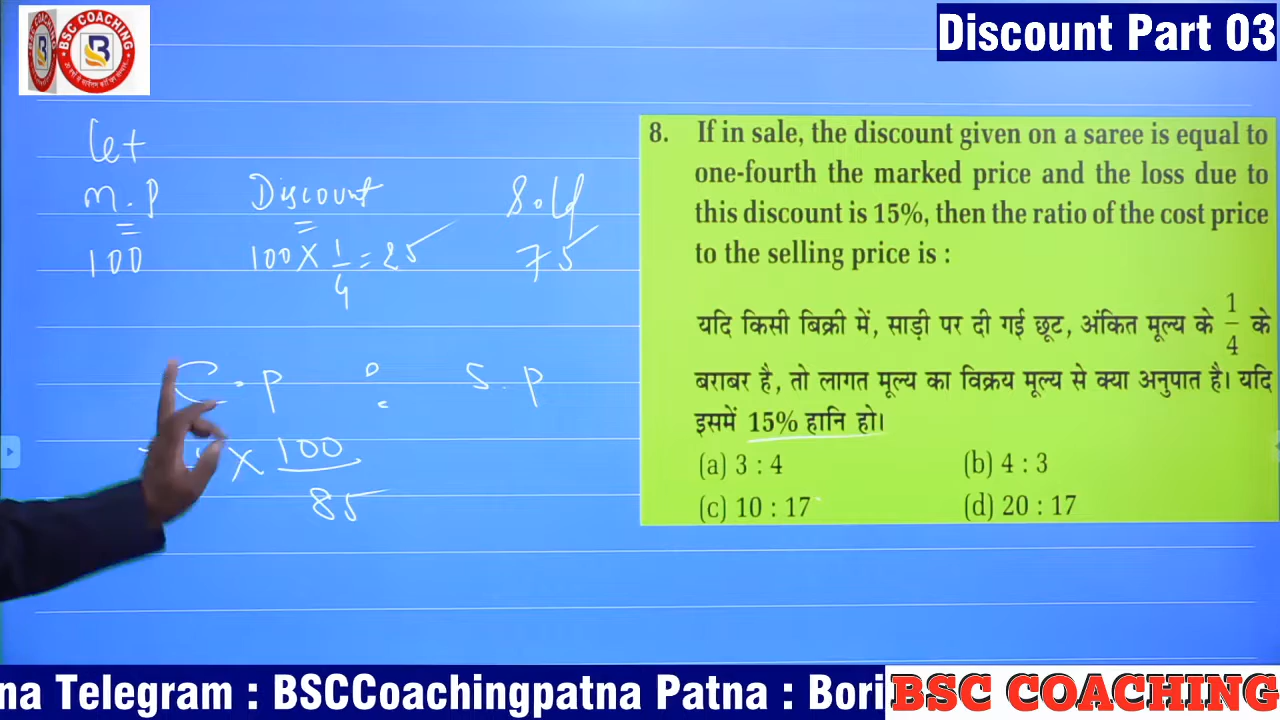 BSC COACHING
Discount Part 03
Let
M.P Discount Sold
100 100 X 1/4 = 25 75
C.P : S.P
X 100/85
8. If in sale, the discount given on a saree is equal to
one-fourth the marked price and the loss due to
this discount is 15%, then the ratio of the cost price
to the selling price is :
यदि किसी बिक्री में, साड़ी पर दी गई छूट, अंकित मूल्य के 1/4 के
बराबर है, तो लागत मूल्य का विक्रय मूल्य से क्या अनुपात है। यदि
इसमें 15% हानि हो।
(a) 3 : 4 (b) 4 : 3
(c) 10 : 17 (d) 20 : 17
na Telegram : BSCCoachingpatna Patna : Bori
BSC COACHING